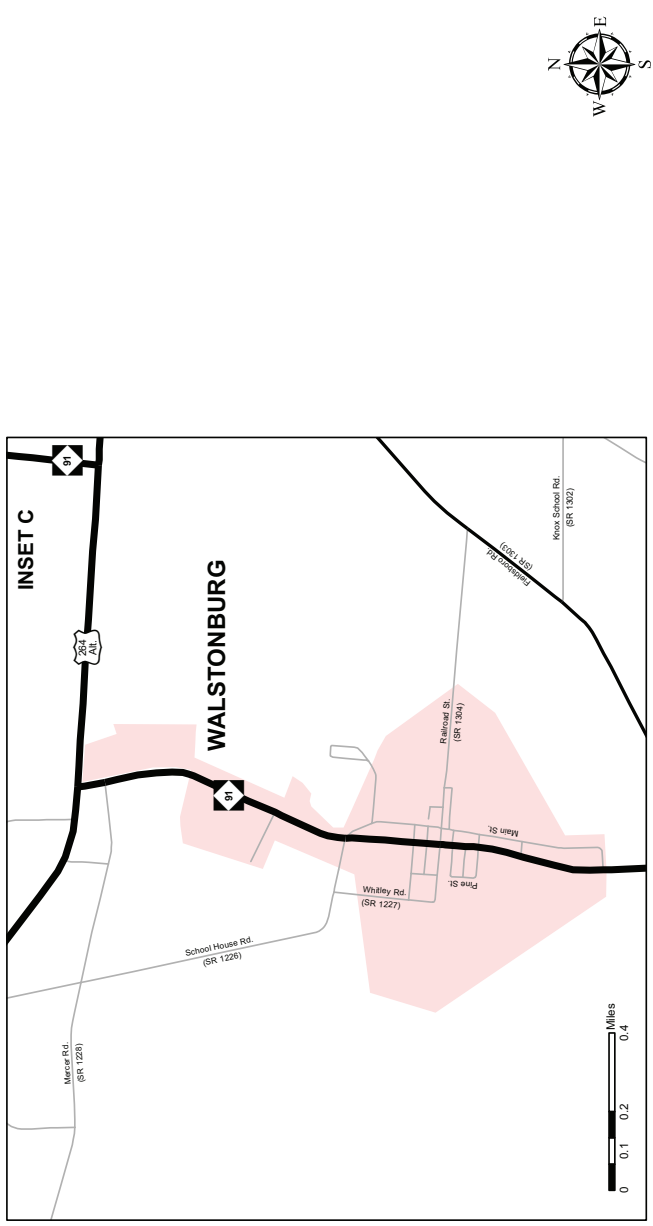 N
E
S
W
INSET C
91
264
Alt.
WALSTONBURG
91
Fieldsboro Rd.
(SR 1303)
Knox School Rd.
(SR 1302)
Railroad St.
(SR 1304)
Main St.
Pine St.
Whitley Rd.
(SR 1227)
School House Rd.
(SR 1226)
Mercer Rd.
(SR 1228)
0 0.1 0.2 0.4
Miles